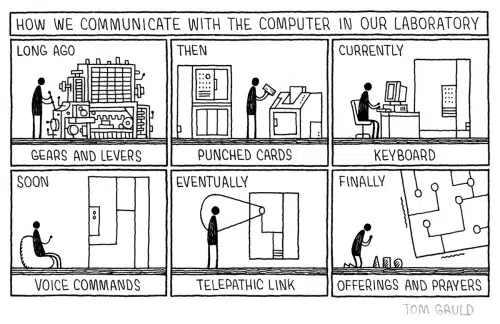 HOW WE COMMUNICATE WITH THE COMPUTER IN OUR LABORATORY
LONG AGO
GEARS AND LEVERS
THEN
PUNCHED CARDS
CURRENTLY
KEYBOARD
SOON
VOICE COMMANDS
EVENTUALLY
TELEPATHIC LINK
FINALLY
OFFERINGS AND PRAYERS
TOM GAULD